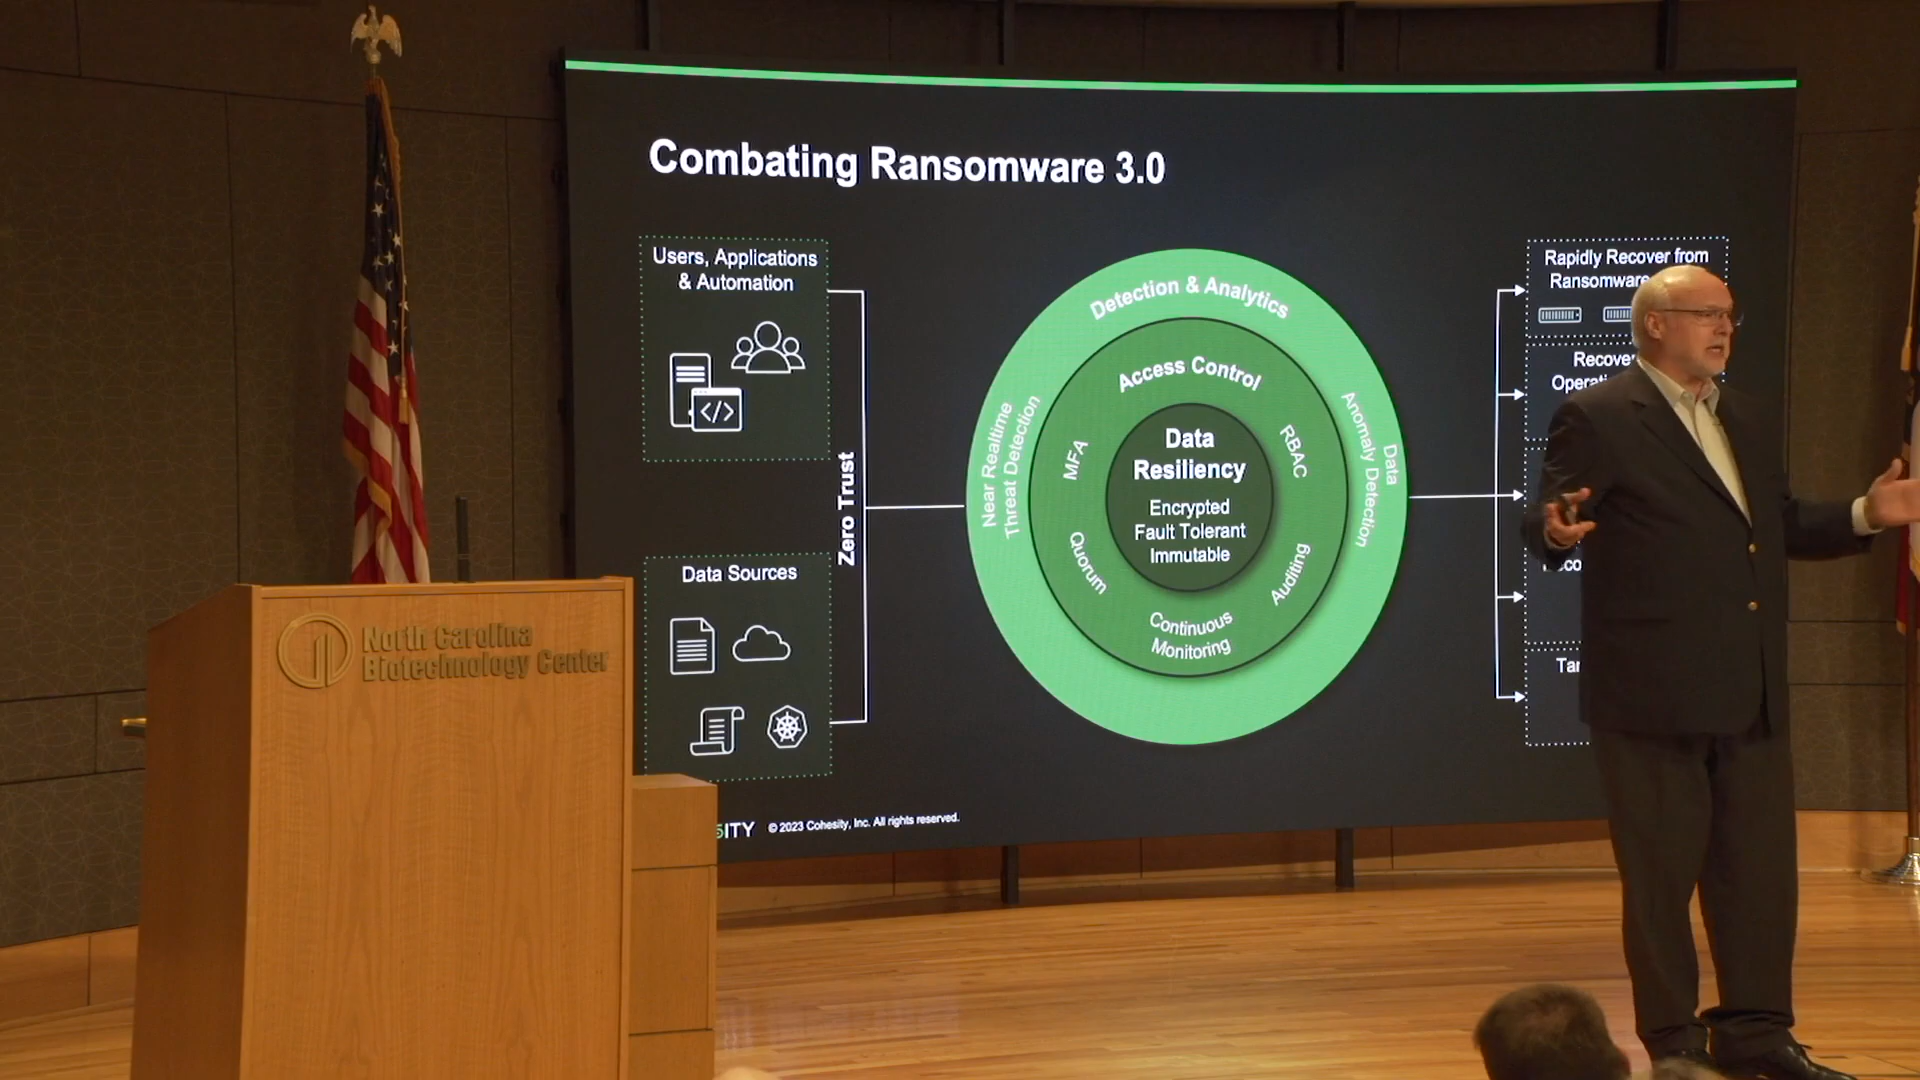 Combating Ransomware 3.0
Users, Applications
& Automation
Zero Trust
Data Sources
Detection & Analytics
Near Realtime
Threat Detection
Data
Anomaly Detection
Access Control
MFA
RBAC
Quorum
Auditing
Continuous
Monitoring
Data
Resiliency
Encrypted
Fault Tolerant
Immutable
Rapidly Recover from
Ransomware
© 2023 Cohesity, Inc. All rights reserved.
North Carolina
Biotechnology Center